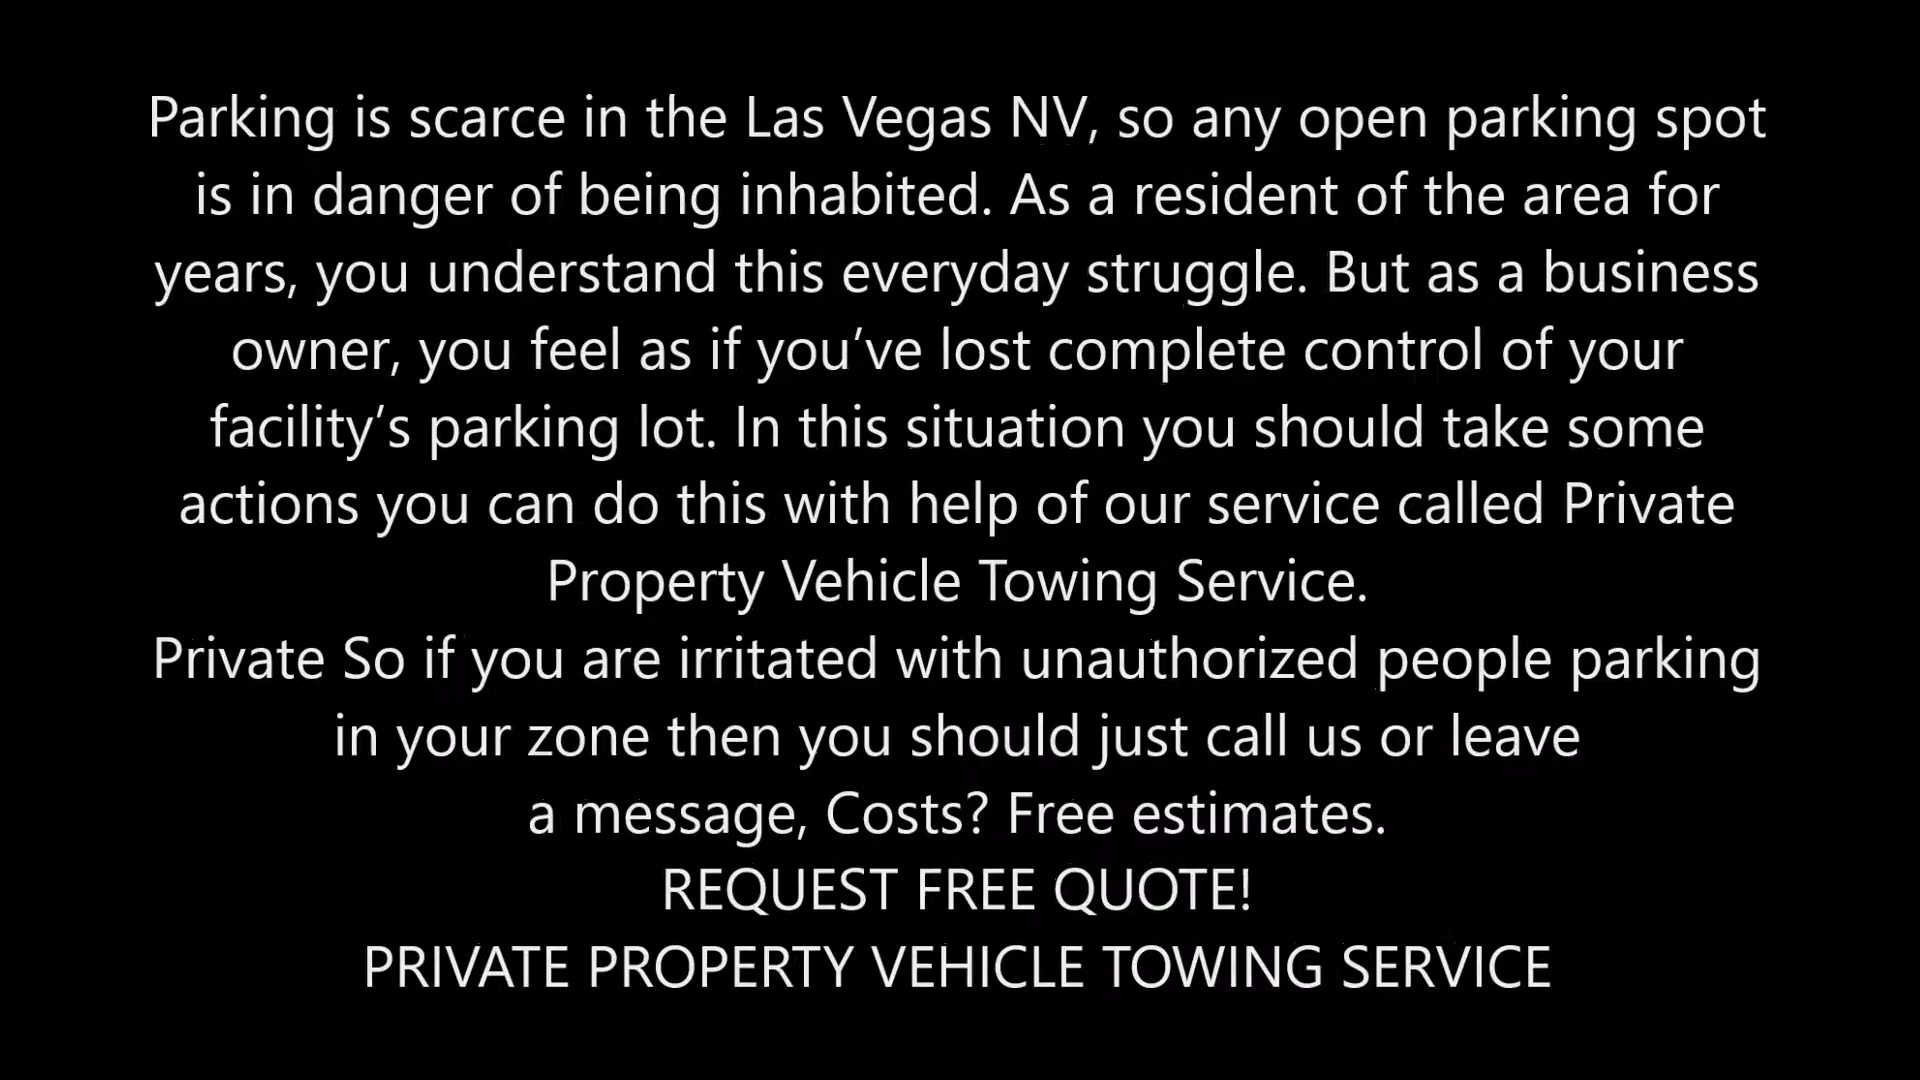 Parking is scarce in the Las Vegas NV, so any open parking spot
is in danger of being inhabited. As a resident of the area for
years, you understand this everyday struggle. But as a business
owner, you feel as if you’ve lost complete control of your
facility’s parking lot. In this situation you should take some
actions you can do this with help of our service called Private
Property Vehicle Towing Service.
Private So if you are irritated with unauthorized people parking
in your zone then you should just call us or leave
a message, Costs? Free estimates.
REQUEST FREE QUOTE!
PRIVATE PROPERTY VEHICLE TOWING SERVICE